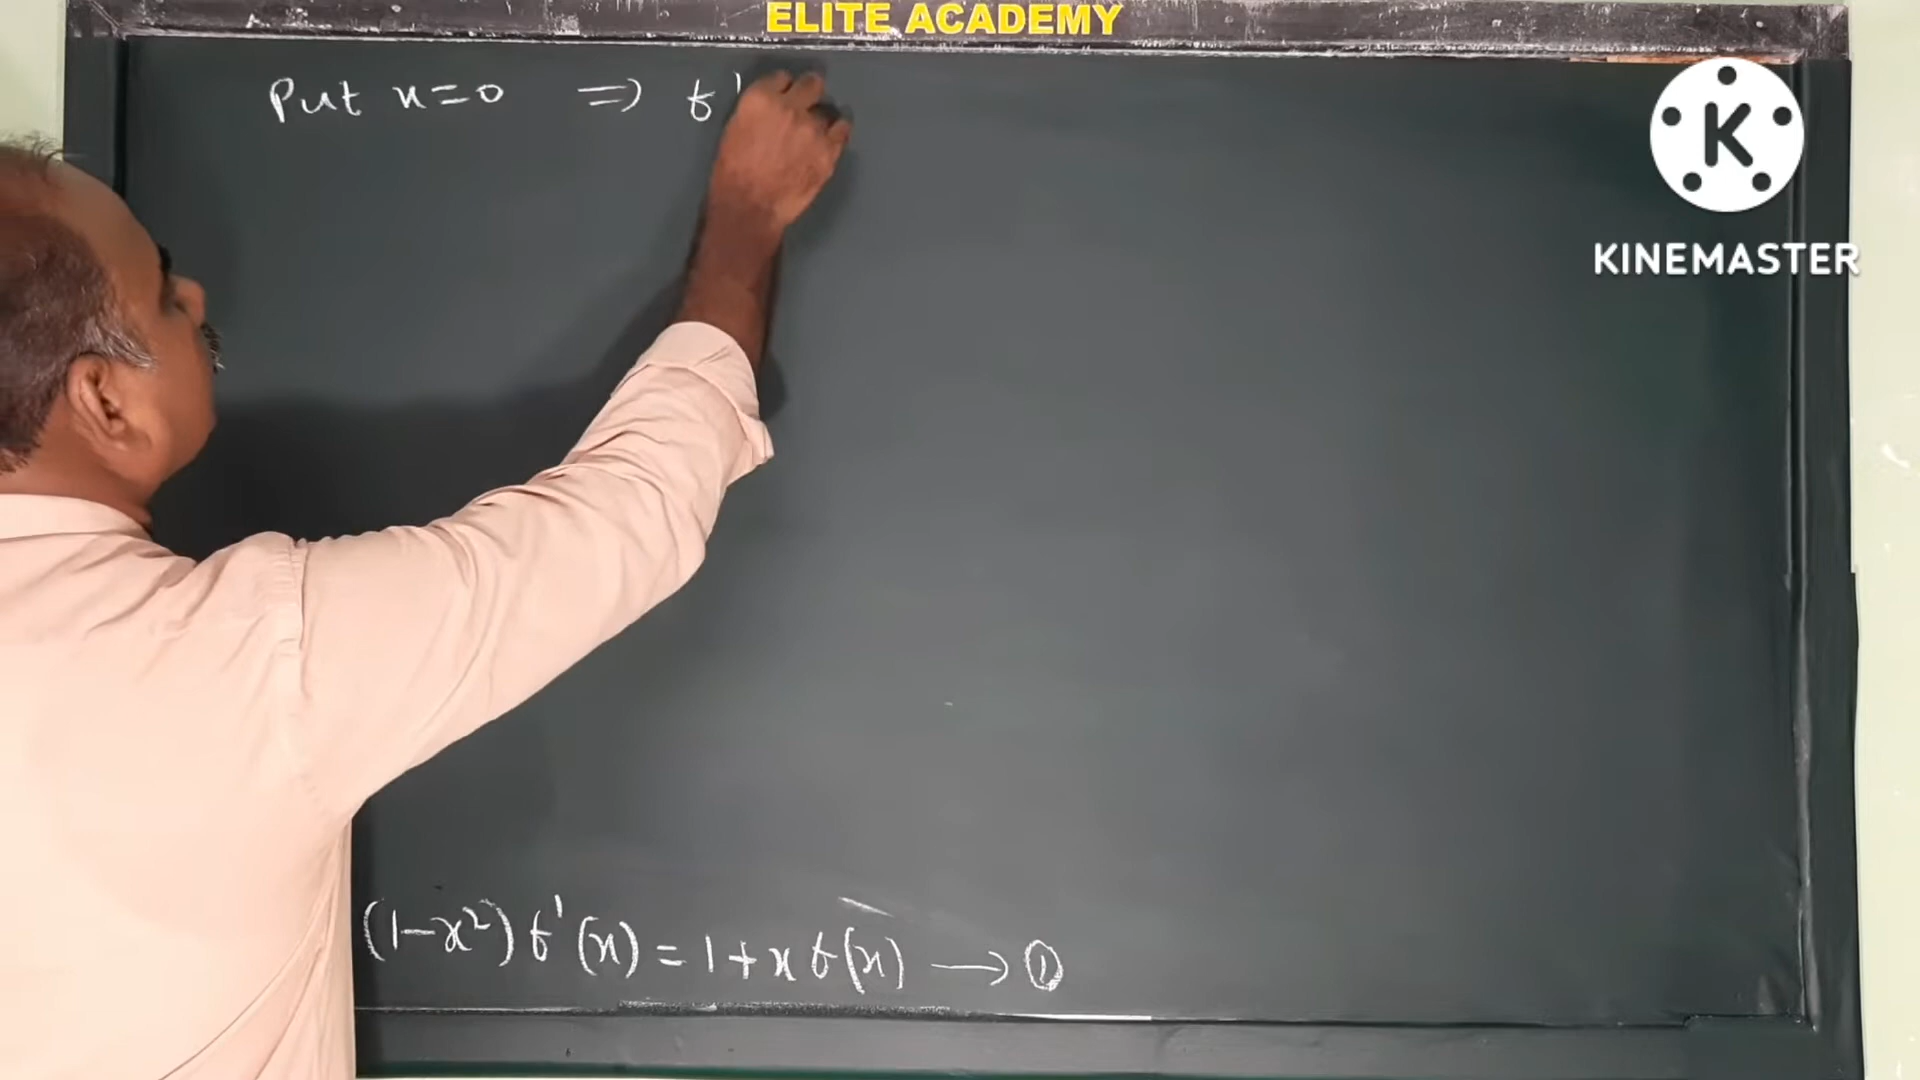 ELITE ACADEMY
Put x=0 ⇒ f'
K
KINEMASTER
(1-x²) f'(x) = 1+x f(x) → ①